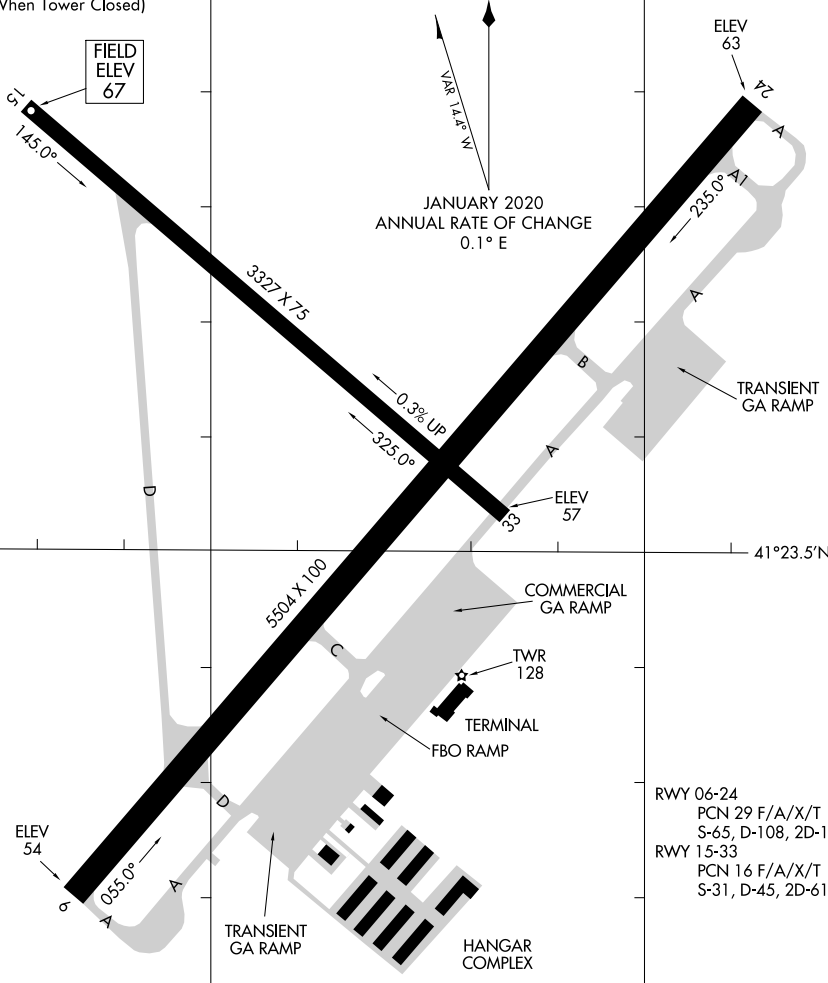 When Tower Closed)
FIELD
ELEV
67
15
145.0°
VAR 14.4° W
JANUARY 2020
ANNUAL RATE OF CHANGE
0.1° E
ELEV
63
24
A
A1
235.0°
A
3327 X 75
B
TRANSIENT
GA RAMP
0.3% UP
325.0°
A
D
ELEV
57
33
41°23.5'N
5504 X 100
COMMERCIAL
GA RAMP
C
TWR
128
TERMINAL
FBO RAMP
D
ELEV
54
055.0°
A
6
A
TRANSIENT
GA RAMP
HANGAR
COMPLEX
RWY 06-24
PCN 29 F/A/X/T
S-65, D-108, 2D-1
RWY 15-33
PCN 16 F/A/X/T
S-31, D-45, 2D-61